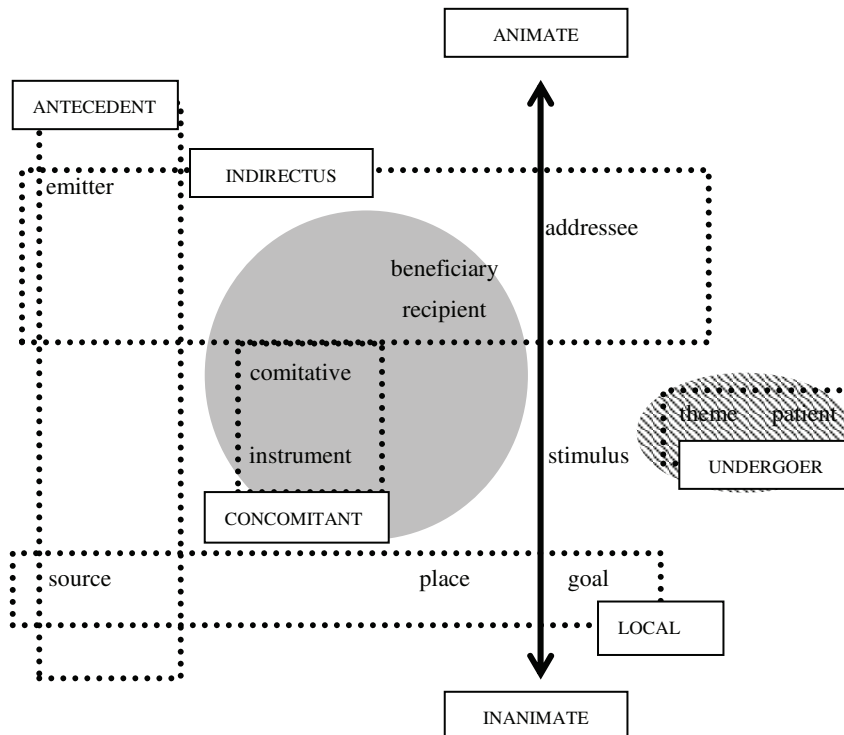 ANIMATE
ANTECEDENT
INDIRECTUS
emitter
addressee
beneficiary
recipient
comitative
theme patient
instrument
stimulus
UNDERGOER
CONCOMITANT
source place goal
LOCAL
INANIMATE